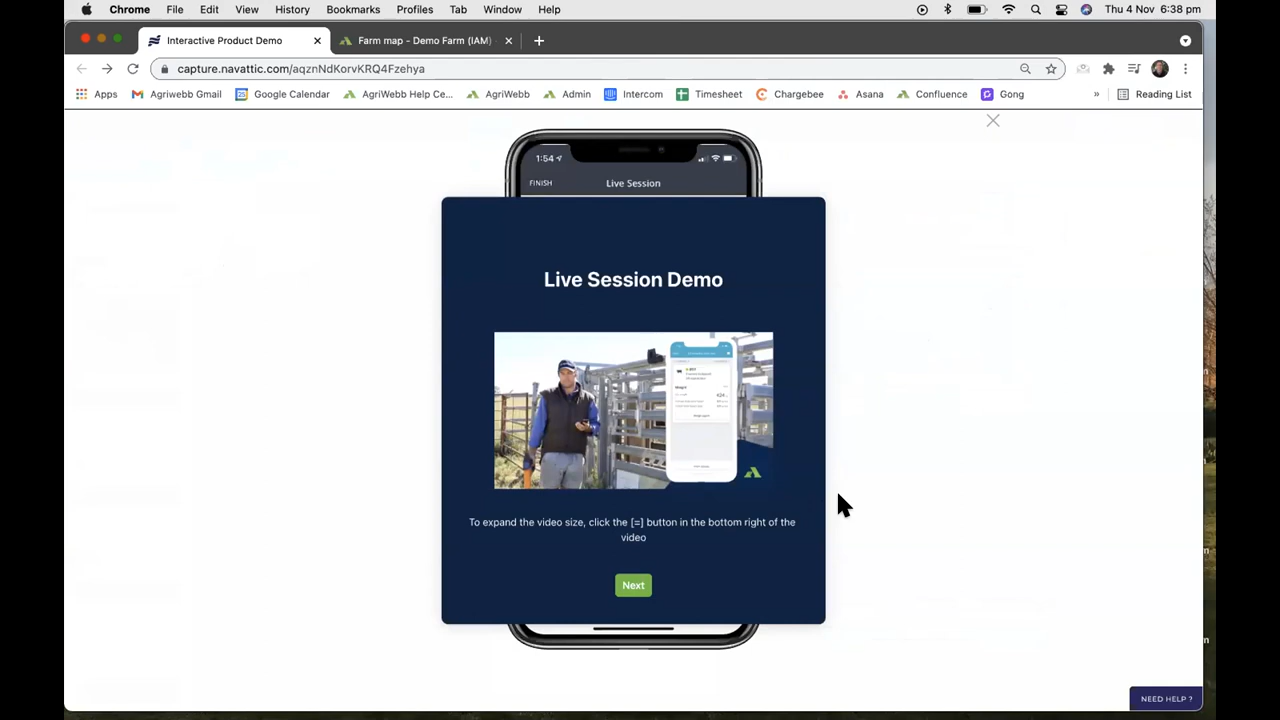 Chrome File Edit View History Bookmarks Profiles Tab Window Help Thu 4 Nov 6:38 pm
Interactive Product Demo Farm map - Demo Farm (IAM)
capture.navattic.com/aqznNdKorvKRQ4Fzehya
Apps Agriwebb Gmail Google Calendar AgriWebb Help Ce... AgriWebb Admin Intercom Timesheet Chargebee Asana Confluence Gong » Reading List
1:54
FINISH Live Session
Live Session Demo
To expand the video size, click the [=] button in the bottom right of the
video
Next
NEED HELP ?